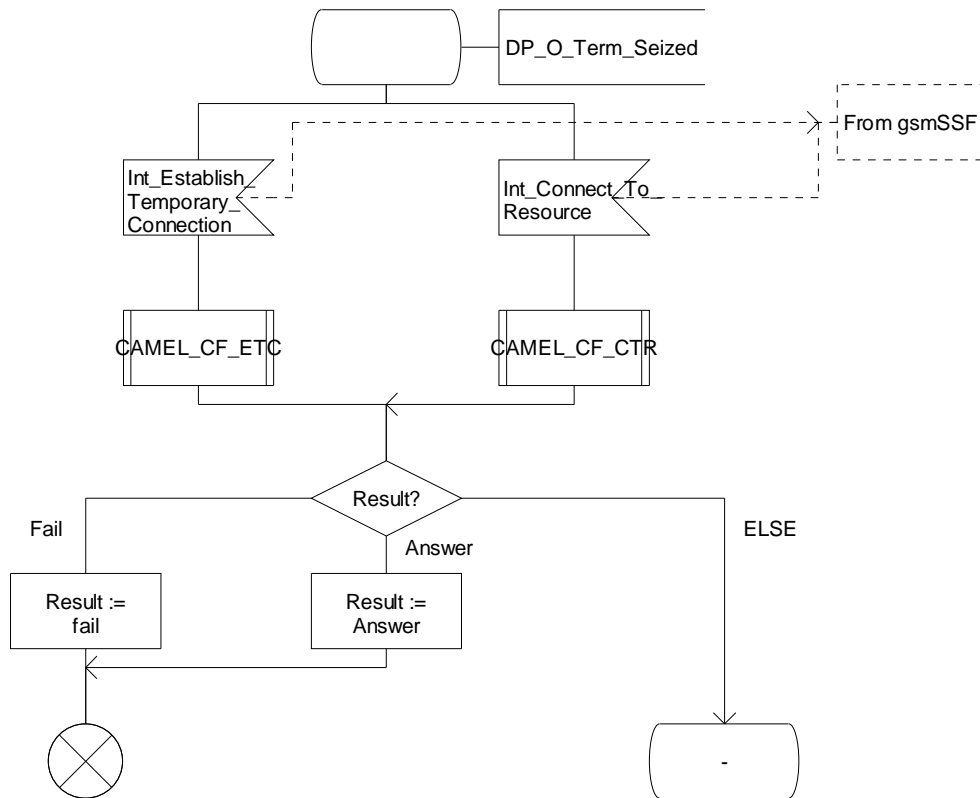 DP_O_Term_Seized
From gsmSSF
Int_Establish_
Temporary_
Connection
Int_Connect_To_
Resource
CAMEL_CF_ETC
CAMEL_CF_CTR
Result?
Fail
Answer
ELSE
Result :=
fail
Result :=
Answer
-